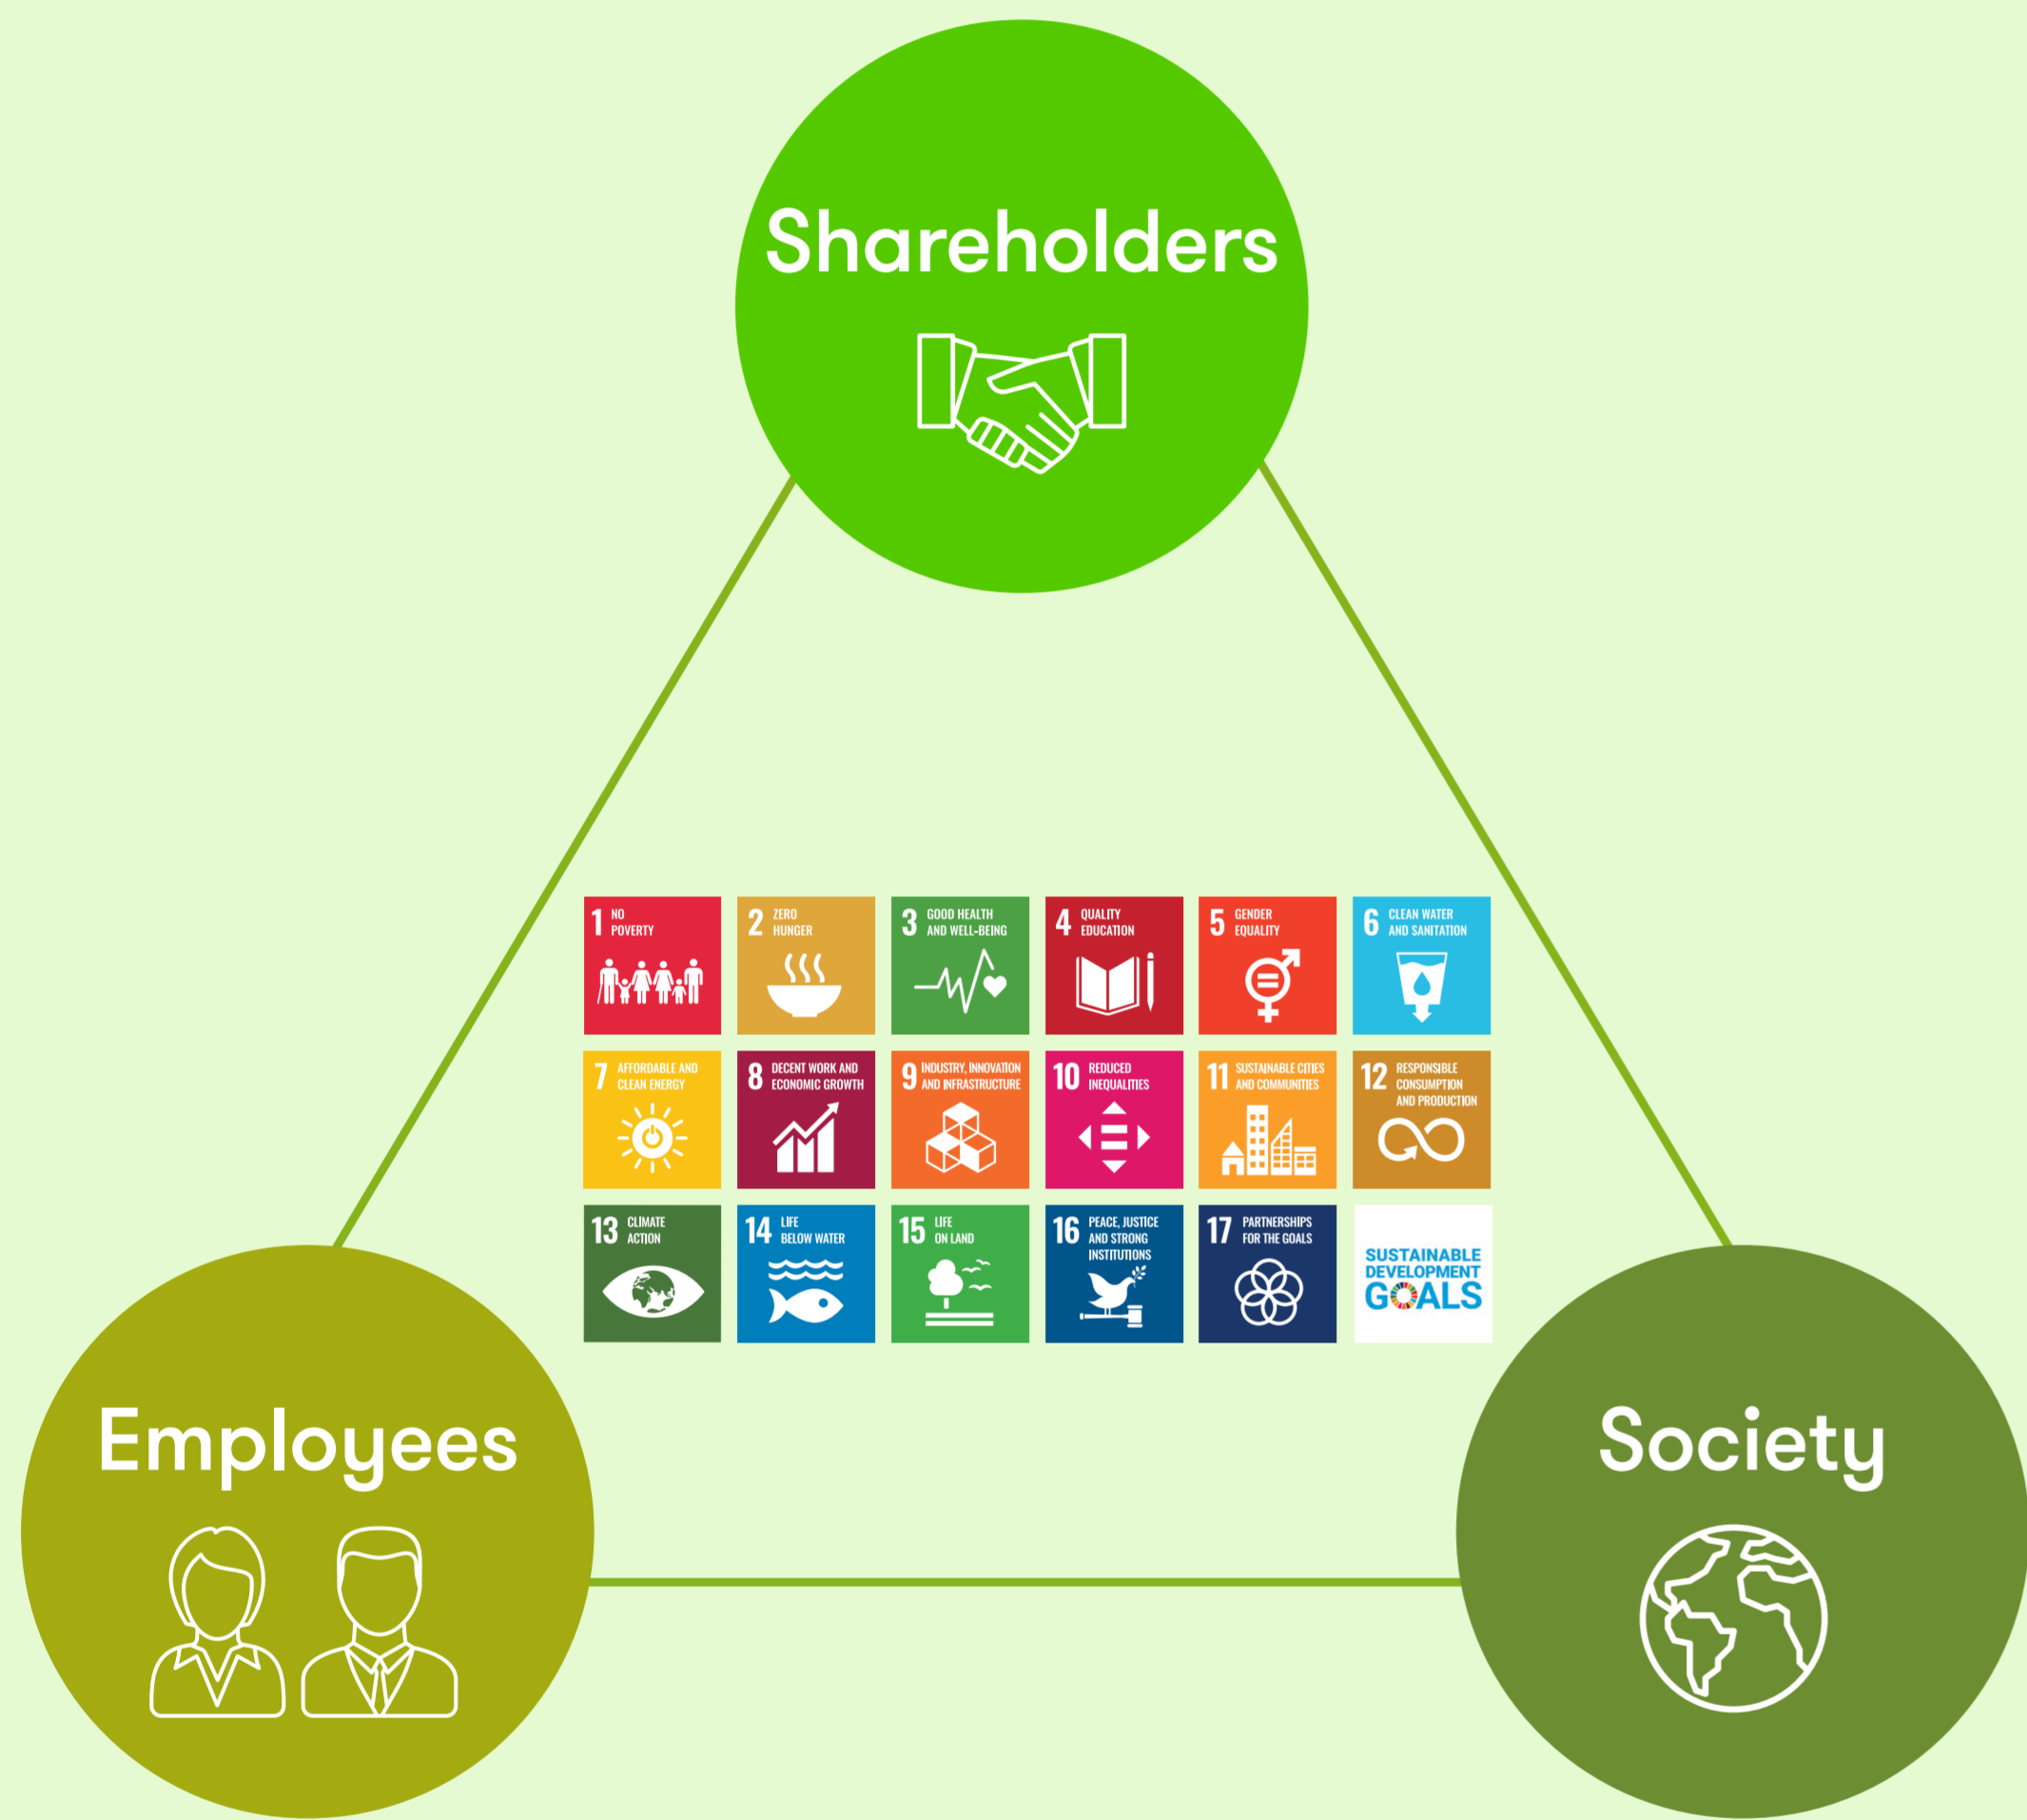 Shareholders
1 NO
POVERTY
2 ZERO
HUNGER
3 GOOD HEALTH
AND WELL-BEING
4 QUALITY
EDUCATION
5 GENDER
EQUALITY
6 CLEAN WATER
AND SANITATION
7 AFFORDABLE AND
CLEAN ENERGY
8 DECENT WORK AND
ECONOMIC GROWTH
9 INDUSTRY, INNOVATION
AND INFRASTRUCTURE
10 REDUCED
INEQUALITIES
11 SUSTAINABLE CITIES
AND COMMUNITIES
12 RESPONSIBLE
CONSUMPTION
AND PRODUCTION
13 CLIMATE
ACTION
14 LIFE
BELOW WATER
15 LIFE
ON LAND
16 PEACE, JUSTICE
AND STRONG
INSTITUTIONS
17 PARTNERSHIPS
FOR THE GOALS
SUSTAINABLE
DEVELOPMENT
GOALS
Employees
Society